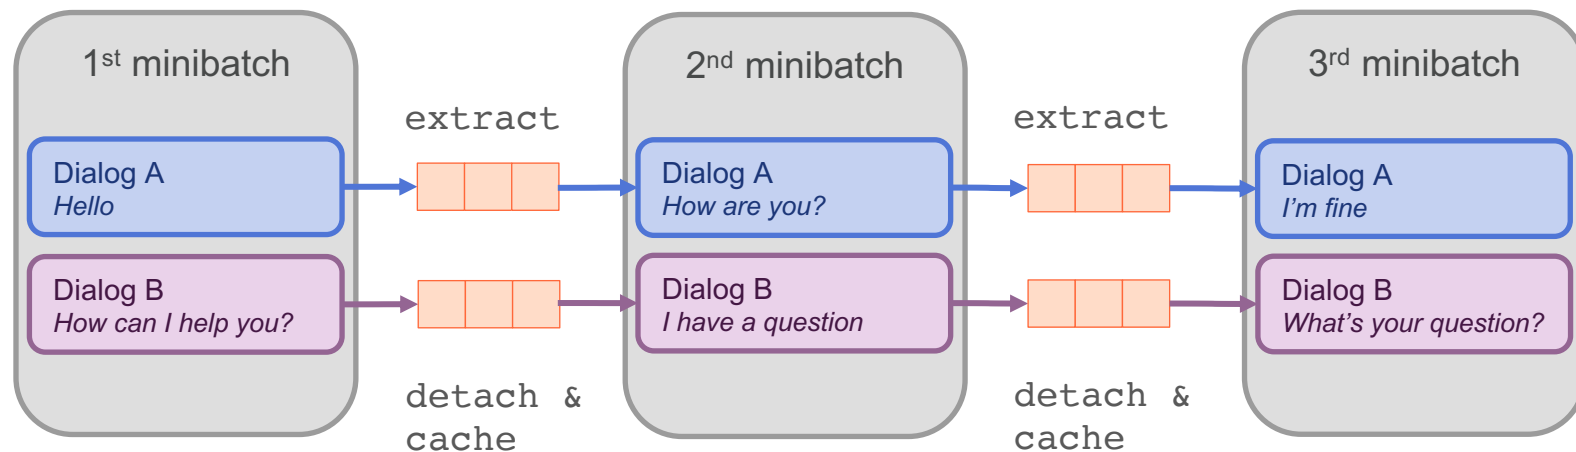 1st minibatch
Dialog A
Hello
Dialog B
How can I help you?
extract
detach &
cache
2nd minibatch
Dialog A
How are you?
Dialog B
I have a question
extract
detach &
cache
3rd minibatch
Dialog A
I'm fine
Dialog B
What's your question?